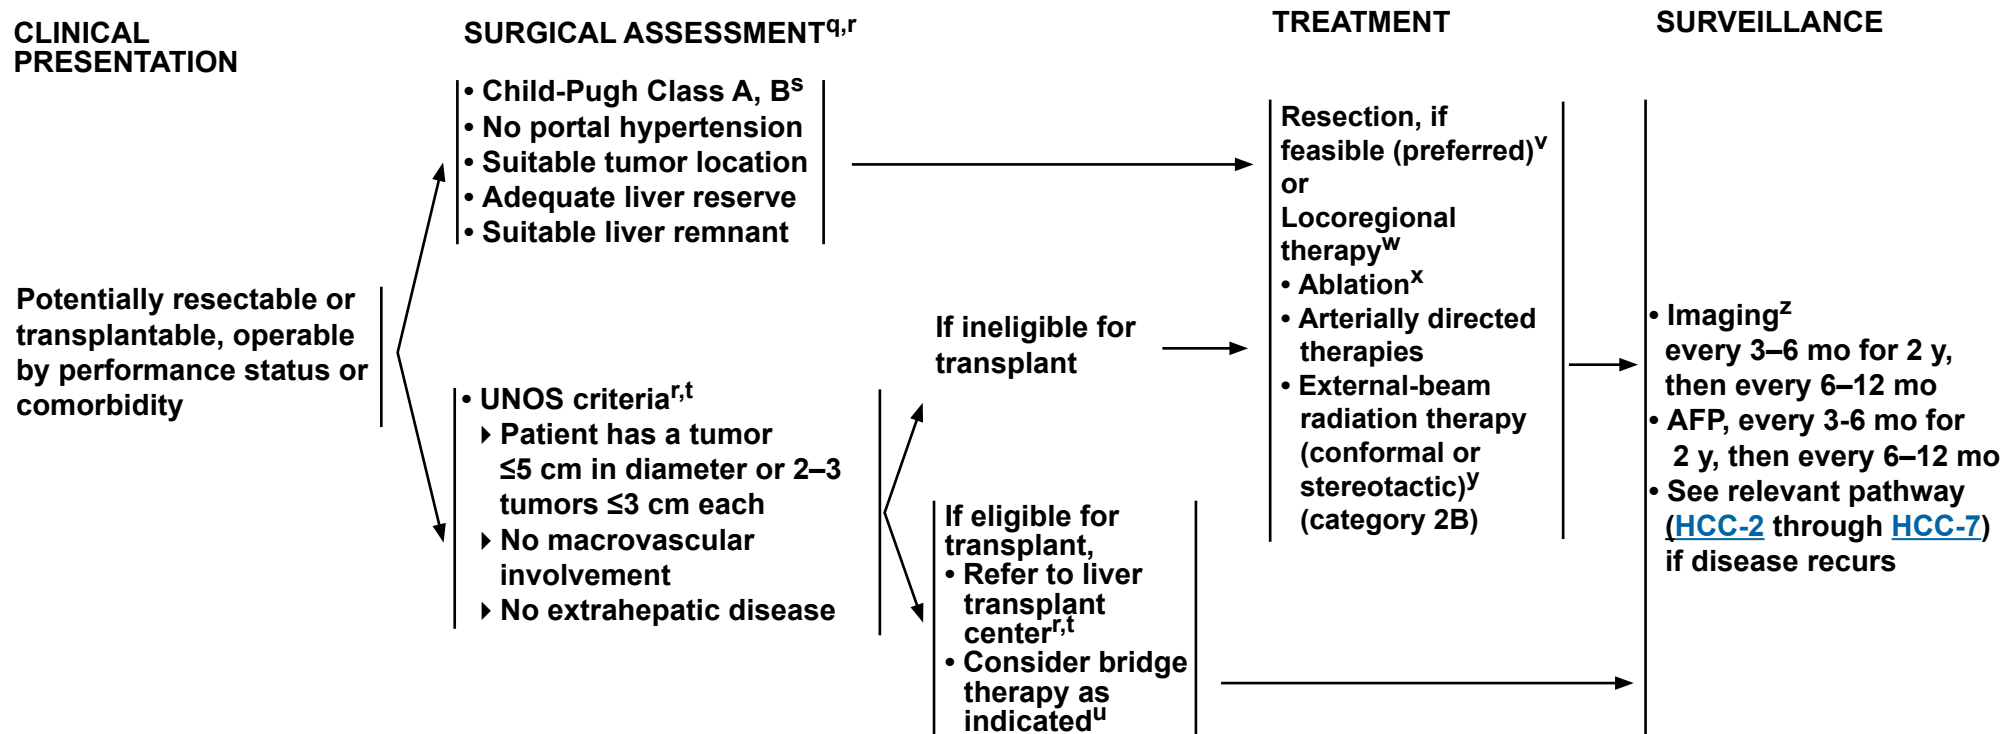 CLINICAL
PRESENTATION
SURGICAL ASSESSMENTq,r
TREATMENT
SURVEILLANCE
Potentially resectable or
transplantable, operable
by performance status or
comorbidity
• Child-Pugh Class A, Bs
• No portal hypertension
• Suitable tumor location
• Adequate liver reserve
• Suitable liver remnant
• UNOS criteriar,t
▸ Patient has a tumor
≤5 cm in diameter or 2–3
tumors ≤3 cm each
▸ No macrovascular
involvement
▸ No extrahepatic disease
If ineligible for
transplant
If eligible for
transplant,
• Refer to liver
transplant
centerr,t
• Consider bridge
therapy as
indicatedu
Resection, if
feasible (preferred)v
or
Locoregional
therapyw
• Ablationx
• Arterially directed
therapies
• External-beam
radiation therapy
(conformal or
stereotactic)y
(category 2B)
• Imagingz
every 3–6 mo for 2 y,
then every 6–12 mo
• AFP, every 3-6 mo for
2 y, then every 6–12 mo
• See relevant pathway
(HCC-2 through HCC-7)
if disease recurs